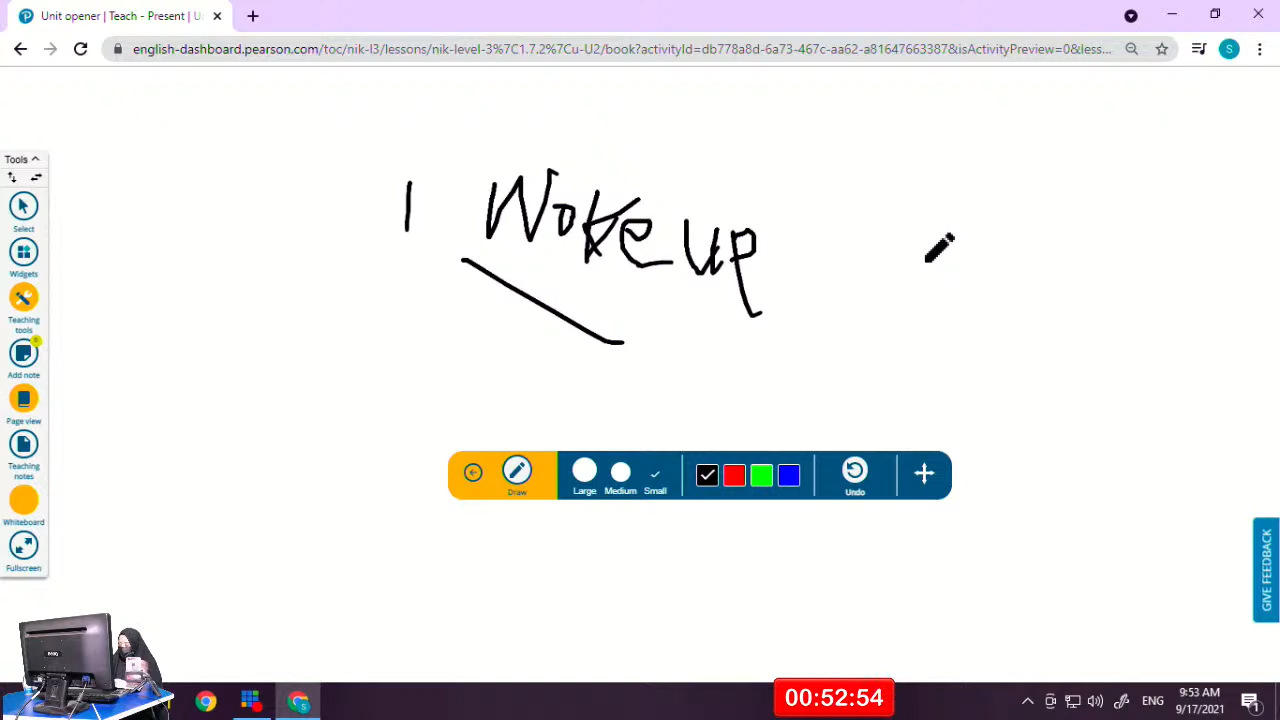 Unit opener | Teach - Present | U
english-dashboard.pearson.com/toc/nik-l3/lessons/nik-level-3%7C1.7.2%7Cu-U2/book?activityId=db778a8d-6a73-467c-aa62-a81647663387&isActivityPreview=0&less...
S
Tools
Select
Widgets
Teaching tools
Add note
Page view
Teaching notes
Whiteboard
Fullscreen
I Woke up
Draw
Large Medium Small
Undo
GIVE FEEDBACK
BENQ
00:52:54
ENG
9:53 AM
9/17/2021
1